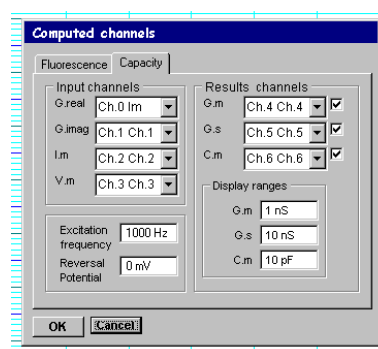 Computed channels
Fluorescence Capacity
Input channels
G.real Ch.0 Im
G.imag Ch.1 Ch.1
I.m Ch.2 Ch.2
V.m Ch.3 Ch.3
Excitation frequency 1000 Hz
Reversal Potential 0 mV
Results channels
G.m Ch.4 Ch.4
G.s Ch.5 Ch.5
C.m Ch.6 Ch.6
Display ranges
G.m 1 nS
G.s 10 nS
C.m 10 pF
OK Cancel